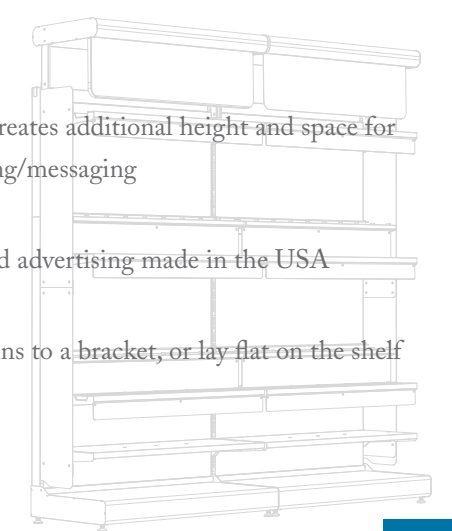 reates additional height and space for
ng/messaging
d advertising made in the USA
ns to a bracket, or lay flat on the shelf